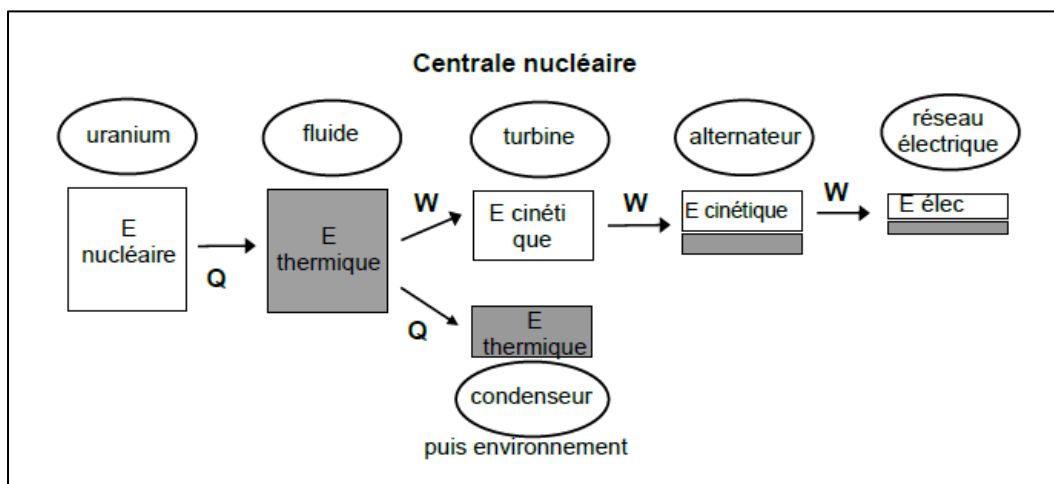 Centrale nucléaire
uranium
fluide
turbine
alternateur
réseau
électrique
E
nucléaire
Q
E
thermique
W
E cinéti
que
W
E cinétique
W
E élec
Q
E
thermique
condenseur
puis environnement